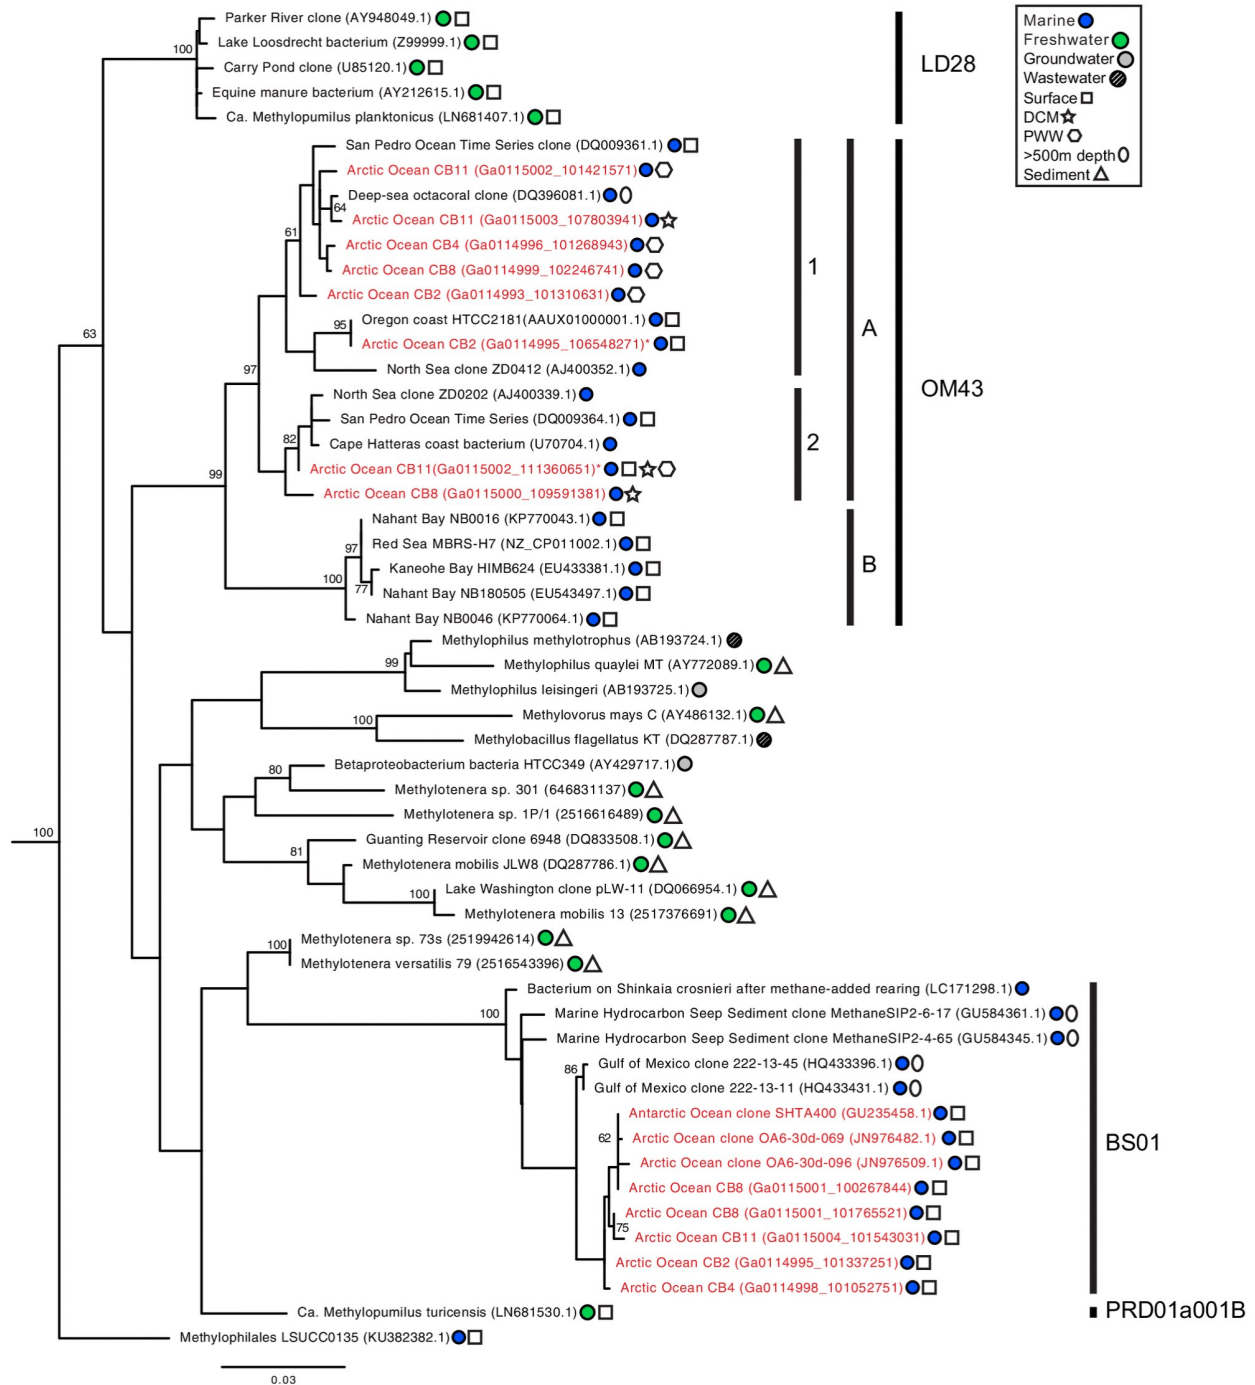 Parker River clone (AY948049.1)
Lake Loosdrecht bacterium (Z99999.1)
100
Carry Pond clone (U85120.1)
Equine manure bacterium (AY212615.1)
Ca. Methylopumilus planktonicus (LN681407.1)
LD28
Marine
Freshwater
Groundwater
Wastewater
Surface
DCM
PWW
>500m depth
Sediment
San Pedro Ocean Time Series clone (DQ009361.1)
Arctic Ocean CB11 (Ga0115002_101421571)
Deep-sea octacoral clone (DQ396081.1)
64
Arctic Ocean CB11 (Ga0115003_107803941)
61
Arctic Ocean CB4 (Ga0114996_101268943)
Arctic Ocean CB8 (Ga0114999_102246741)
1
Arctic Ocean CB2 (Ga0114993_101310631)
Oregon coast HTCC2181(AAUX01000001.1)
95
A
63
Arctic Ocean CB2 (Ga0114995_106548271)*
North Sea clone ZD0412 (AJ400352.1)
97
OM43
North Sea clone ZD0202 (AJ400339.1)
San Pedro Ocean Time Series (DQ009364.1)
82
Cape Hatteras coast bacterium (U70704.1)
2
Arctic Ocean CB11(Ga0115002_111360651)*
99
Arctic Ocean CB8 (Ga0115000_109591381)
Nahant Bay NB0016 (KP770043.1)
Red Sea MBRS-H7 (NZ_CP011002.1)
97
Kaneohe Bay HIMB624 (EU433381.1)
B
100
77
Nahant Bay NB180505 (EU543497.1)
Nahant Bay NB0046 (KP770064.1)
Methylophilus methylotrophus (AB193724.1)
99
Methylophilus quaylei MT (AY772089.1)
Methylophilus leisingeri (AB193725.1)
Methylovorus mays C (AY486132.1)
100
Methylobacillus flagellatus KT (DQ287787.1)
Betaproteobacterium bacteria HTCC349 (AY429717.1)
80
Methylotenera sp. 301 (646831137)
Methylotenera sp. 1P/1 (2516616489)
100
Guanting Reservoir clone 6948 (DQ833508.1)
81
Methylotenera mobilis JLW8 (DQ287786.1)
Lake Washington clone pLW-11 (DQ066954.1)
100
Methylotenera mobilis 13 (2517376691)
Methylotenera sp. 73s (2519942614)
100
Methylotenera versatilis 79 (2516543396)
Bacterium on Shinkaia crosnieri after methane-added rearing (LC171298.1)
100
Marine Hydrocarbon Seep Sediment clone MethaneSIP2-6-17 (GU584361.1)
Marine Hydrocarbon Seep Sediment clone MethaneSIP2-4-65 (GU584345.1)
Gulf of Mexico clone 222-13-45 (HQ433396.1)
86
Gulf of Mexico clone 222-13-11 (HQ433431.1)
Antarctic Ocean clone SHTA400 (GU235458.1)
62
Arctic Ocean clone OA6-30d-069 (JN976482.1)
BS01
Arctic Ocean clone OA6-30d-096 (JN976509.1)
Arctic Ocean CB8 (Ga0115001_100267844)
Arctic Ocean CB8 (Ga0115001_101765521)
75
Arctic Ocean CB11 (Ga0115004_101543031)
Arctic Ocean CB2 (Ga0114995_101337251)
Arctic Ocean CB4 (Ga0114998_101052751)
Ca. Methylopumilus turicensis (LN681530.1)
PRD01a001B
Methylophilales LSUCC0135 (KU382382.1)
0.03